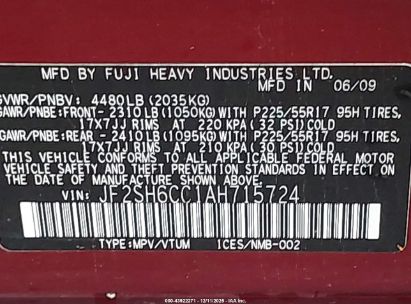 MFD. BY FUJI HEAVY INDUSTRIES LTD.
MFD IN 06/09
GVWR/PNBV: 4480LB (2035KG)
GAWR/PNBE:FRONT- 2310LB (1050KG) WITH P225/55R17 95H TIRES,
17X7JJ RIMS AT 220 KPA (32 PSI)COLD
GAWR/PNBE:REAR - 2410LB (1095KG) WITH P225/55R17 95H TIRES,
17X7JJ RIMS AT 210 KPA (30 PSI)COLD
THIS VEHICLE CONFORMS TO ALL APPLICABLE FEDERAL MOTOR
VEHICLE SAFETY STANDARDS IN EFFECT ON THE DATE OF
MANUFACTURE SHOWN ABOVE.
VIN: JF2SH6CC1AH715724
TYPE:MPV/VTUM ICES/NMB-002